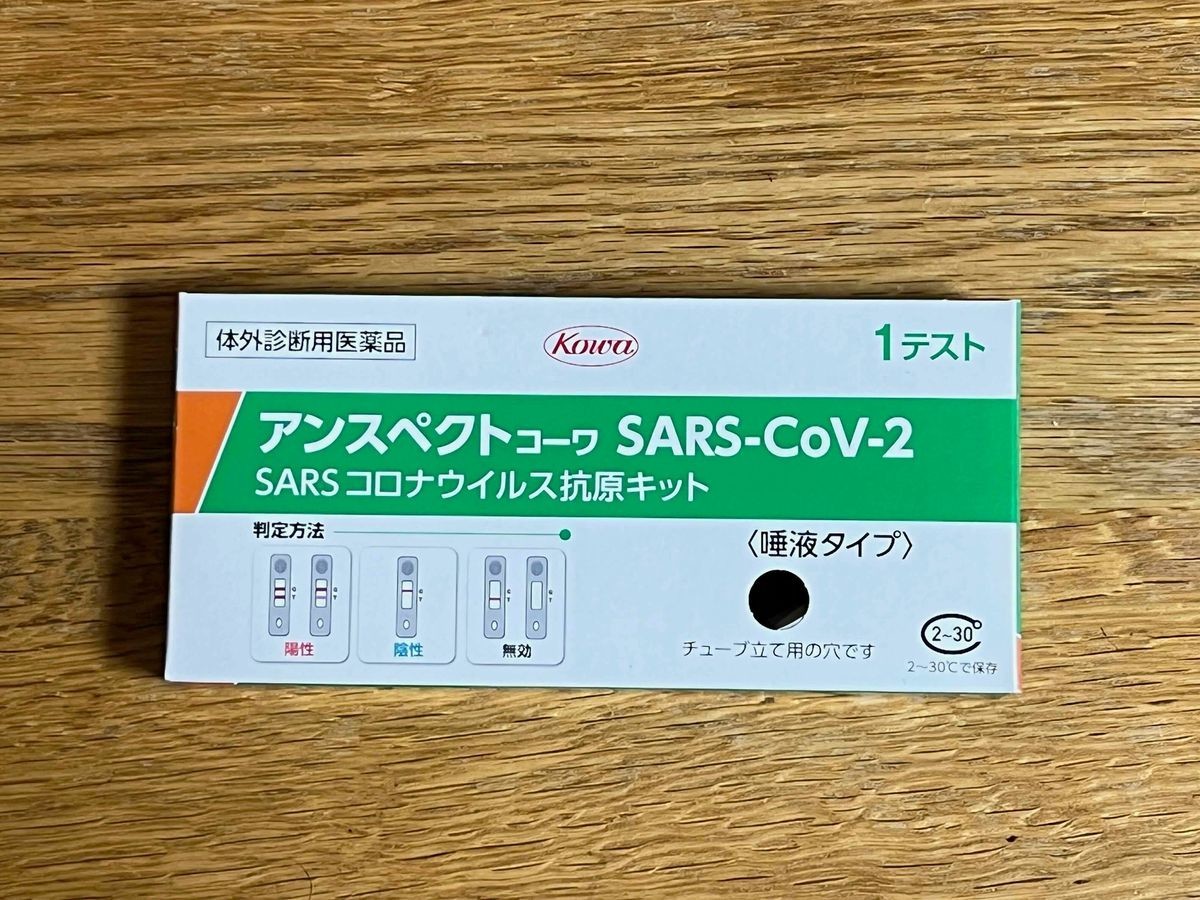 体外診断用医薬品
Kowa
1テスト
アンスペクトコーワ SARS-CoV-2
SARSコロナウイルス抗原キット
判定方法
〈唾液タイプ〉
C
T
C
T
C
T
C
T
C
T
陽性
陰性
無効
チューブ立て用の穴です
2~30°
2～30℃で保存